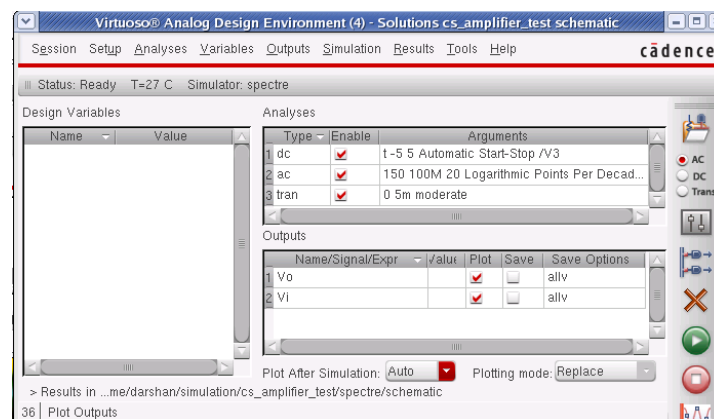 Virtuoso® Analog Design Environment (4) - Solutions cs_amplifier_test schematic
Session Setup Analyses Variables Outputs Simulation Results Tools Help cādence
Status: Ready T=27 C Simulator: spectre
Design Variables
Name Value
Analyses
Type Enable Arguments
1 dc t -5 5 Automatic Start-Stop /V3
2 ac 150 100M 20 Logarithmic Points Per Decad...
3 tran 0 5m moderate
Outputs
Name/Signal/Expr Value Plot Save Save Options
1 Vo allv
2 Vi allv
Plot After Simulation: Auto Plotting mode: Replace
> Results in ...me/darshan/simulation/cs_amplifier_test/spectre/schematic
36 Plot Outputs
AC
DC
Trans